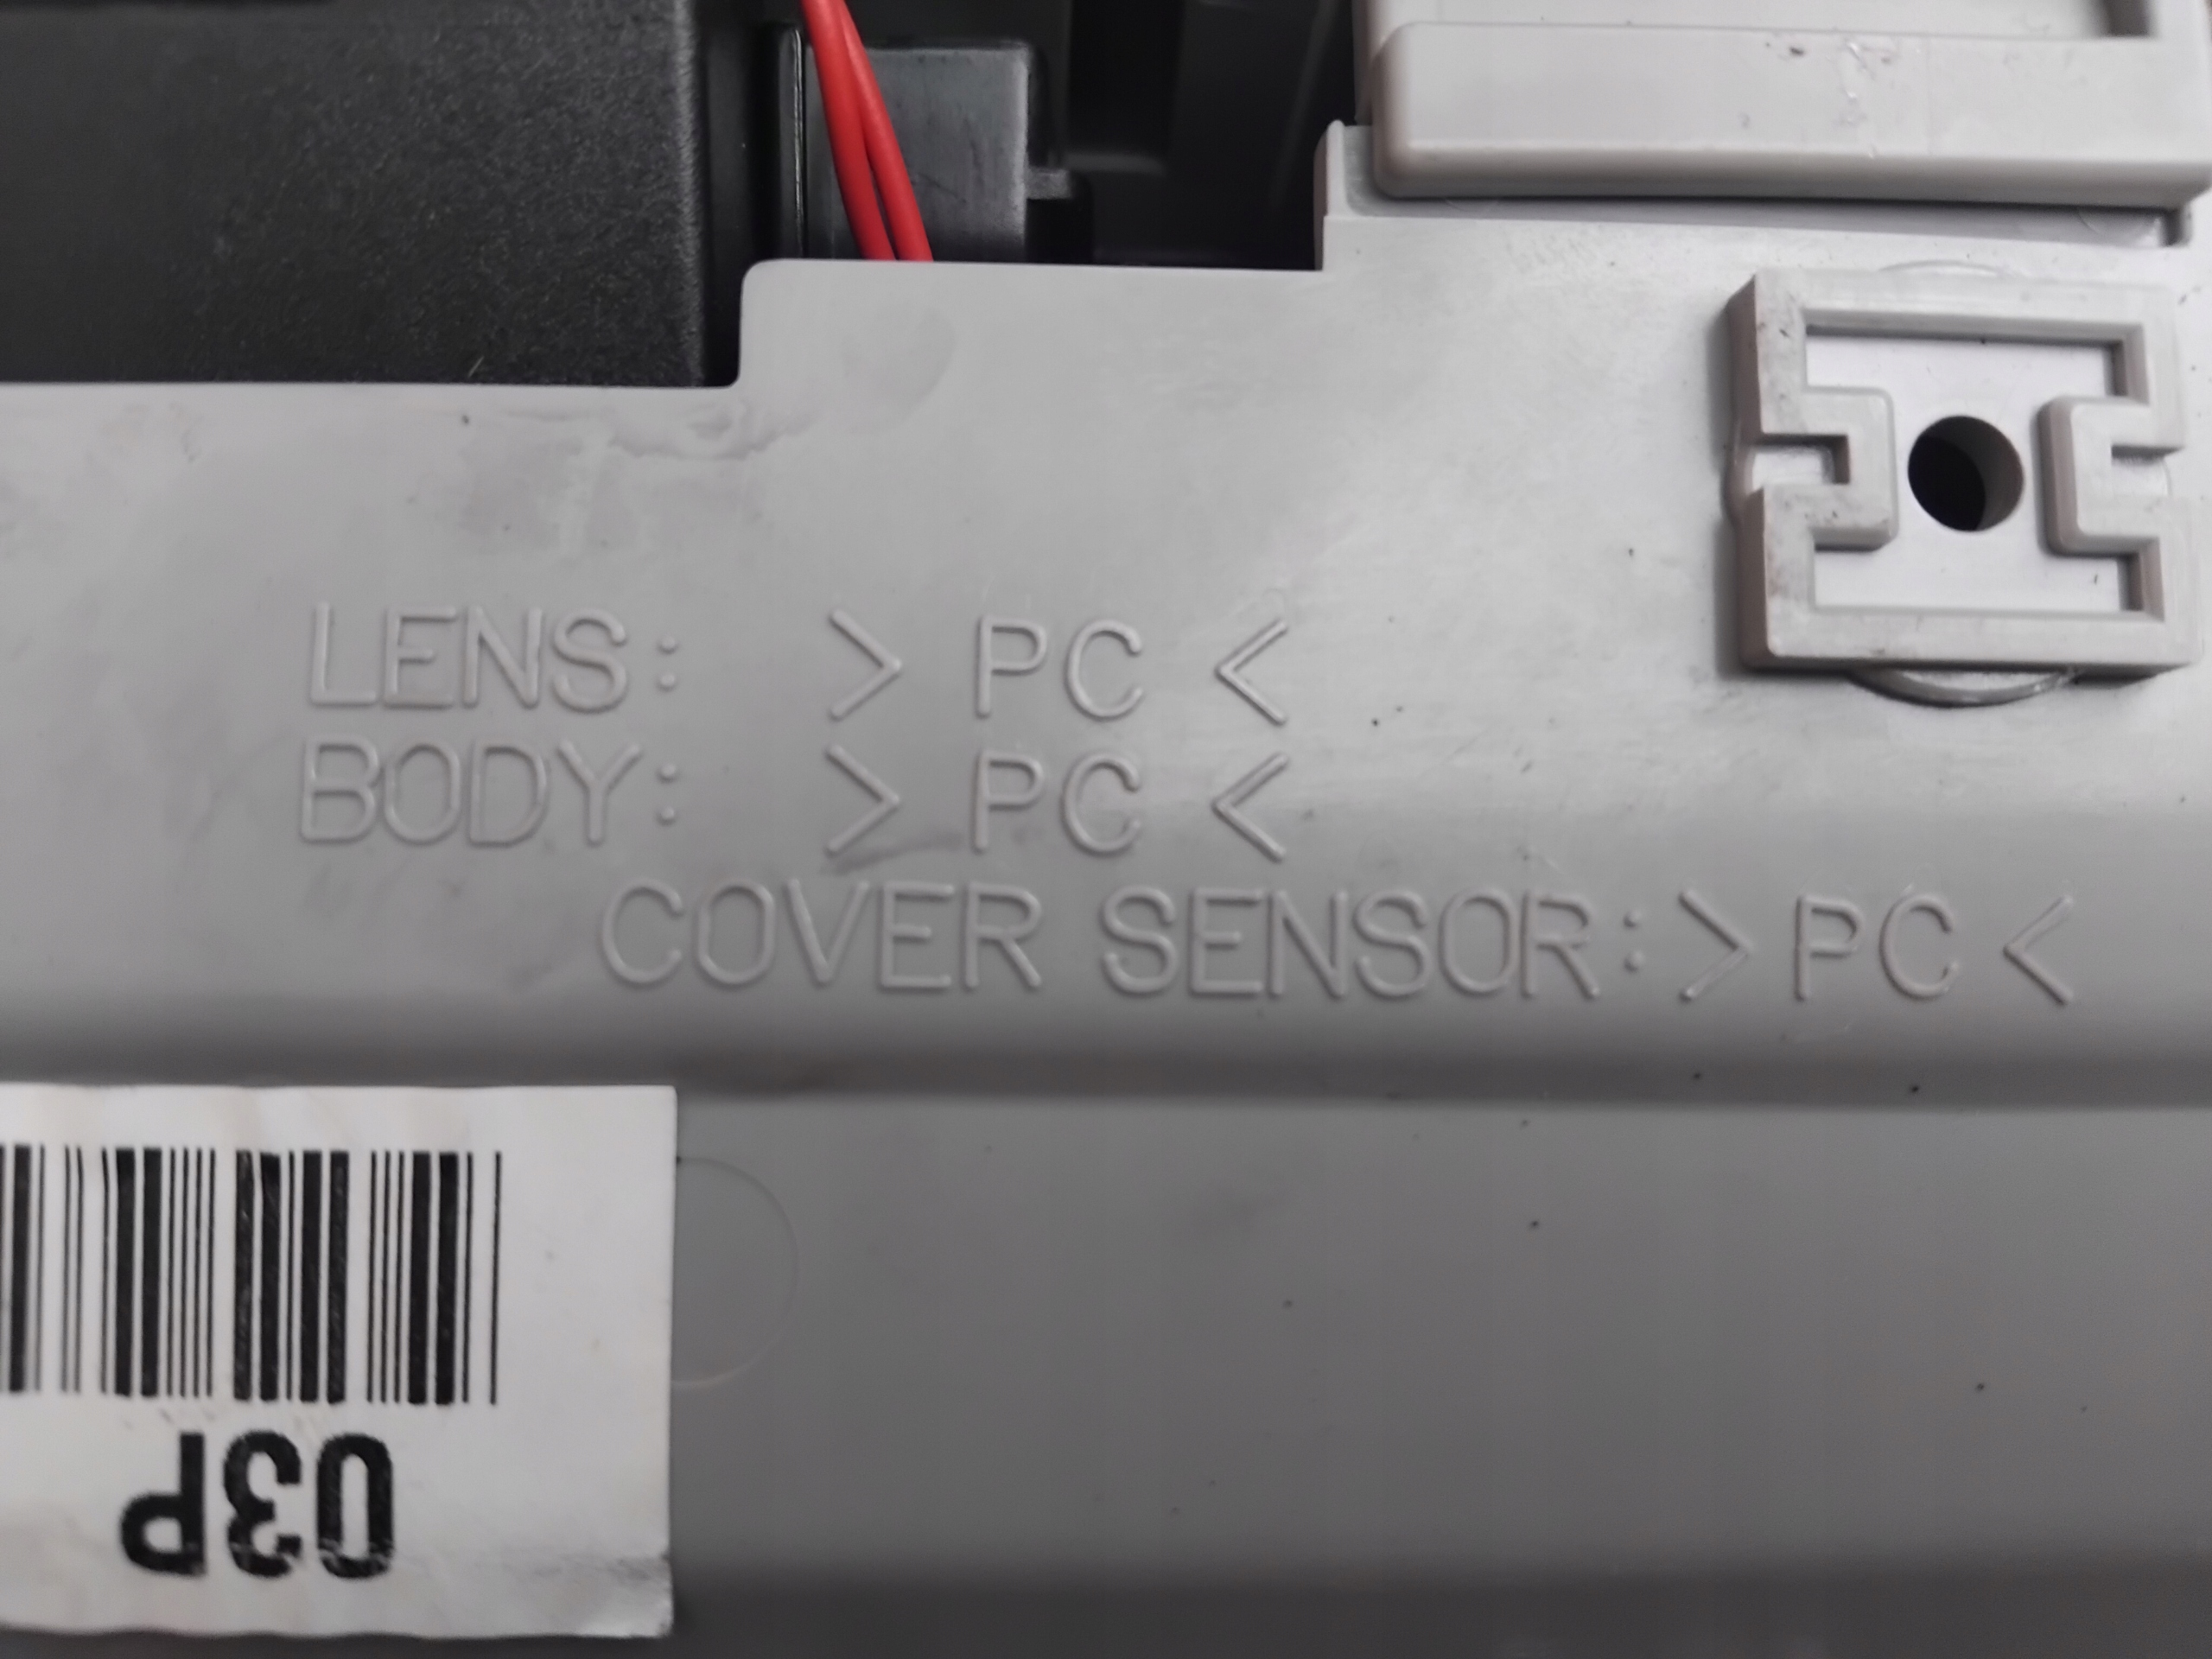 LENS: > PC <
BODY: > PC <
COVER SENSOR: > PC <
03P